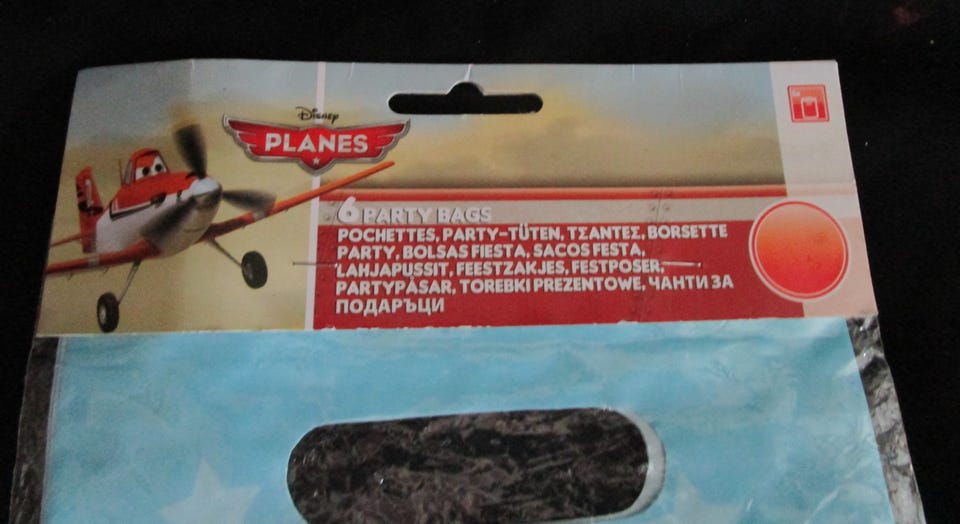 Disney
PLANES
6 PARTY BAGS
POCHETTES, PARTY-TÜTEN, ΤΣΑΝΤΕΣ, BORSETTE
PARTY, BOLSAS FIESTA, SACOS FESTA,
LAHJAPUSSIT, FEESTZAKJES, FESTPOSER,
PARTYPÅSAR, TOREBKI PREZENTOWE, ЧАНТИ ЗА
ПОДАРЪЦИ